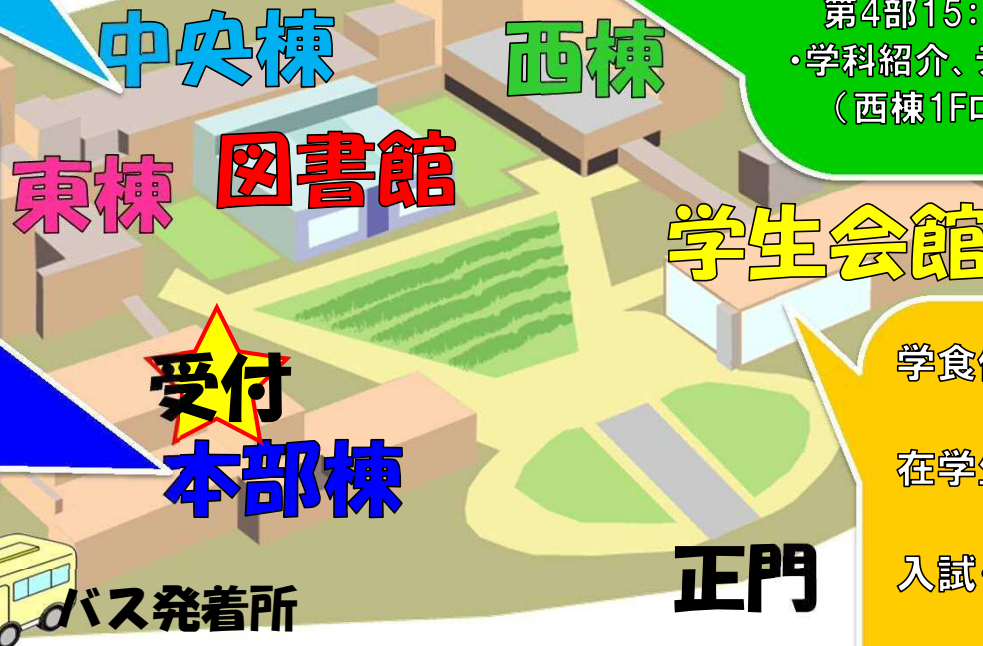 中央棟
西棟
第4部15:
・学科紹介、
（西棟1Fロ
東棟
図書館
学生会館
受付
本部棟
学食
在学
入試・
正門
バス発着所